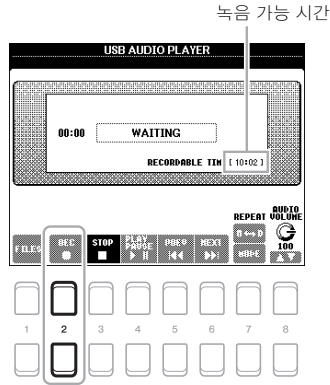 녹음 가능 시간
USB AUDIO PLAYER
00:00 WAITING
RECORDABLE TIME [ 10:02 ]
REPEAT AUDIO VOLUME
FILES REC STOP PLAY PAUSE PREV NEXT A↔B MODE 100
1 2 3 4 5 6 7 8